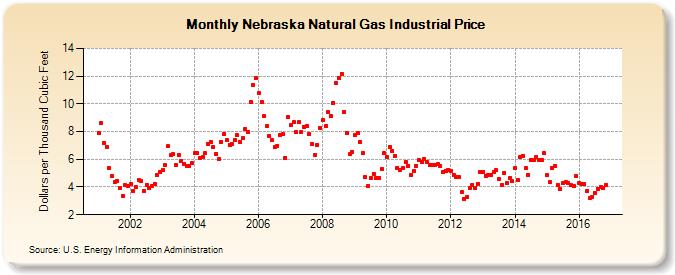 Monthly Nebraska Natural Gas Industrial Price
Dollars per Thousand Cubic Feet
14
12
10
8
6
4
2
2002 2004 2006 2008 2010 2012 2014 2016
Source: U.S. Energy Information Administration